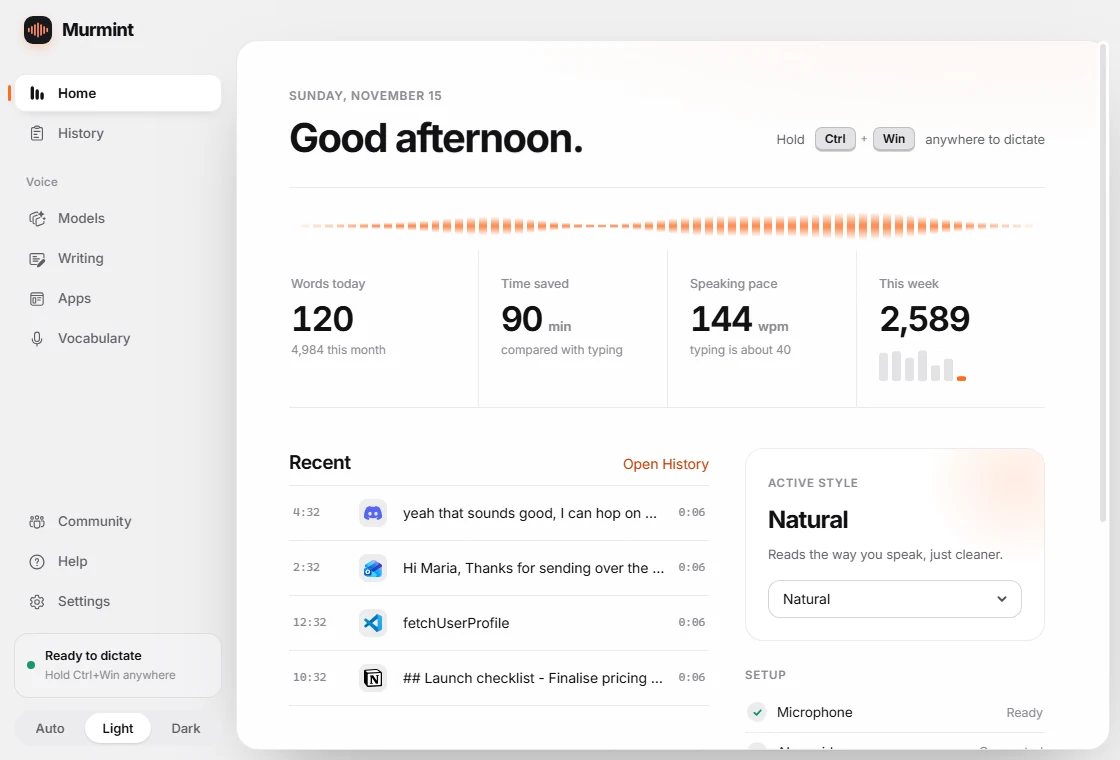 Murmint
Home
History
Voice
Models
Writing
Apps
Vocabulary
Community
Help
Settings
Ready to dictate
Hold Ctrl+Win anywhere
Auto Light Dark
SUNDAY, NOVEMBER 15
Good afternoon.
Hold Ctrl + Win anywhere to dictate
Words today
120
4,984 this month
Time saved
90 min
compared with typing
Speaking pace
144 wpm
typing is about 40
This week
2,589
Recent Open History
4:32 yeah that sounds good, I can hop on ... 0:06
2:32 Hi Maria, Thanks for sending over the ... 0:06
12:32 fetchUserProfile 0:06
10:32 ## Launch checklist - Finalise pricing ... 0:06
ACTIVE STYLE
Natural
Reads the way you speak, just cleaner.
Natural
SETUP
Microphone Ready